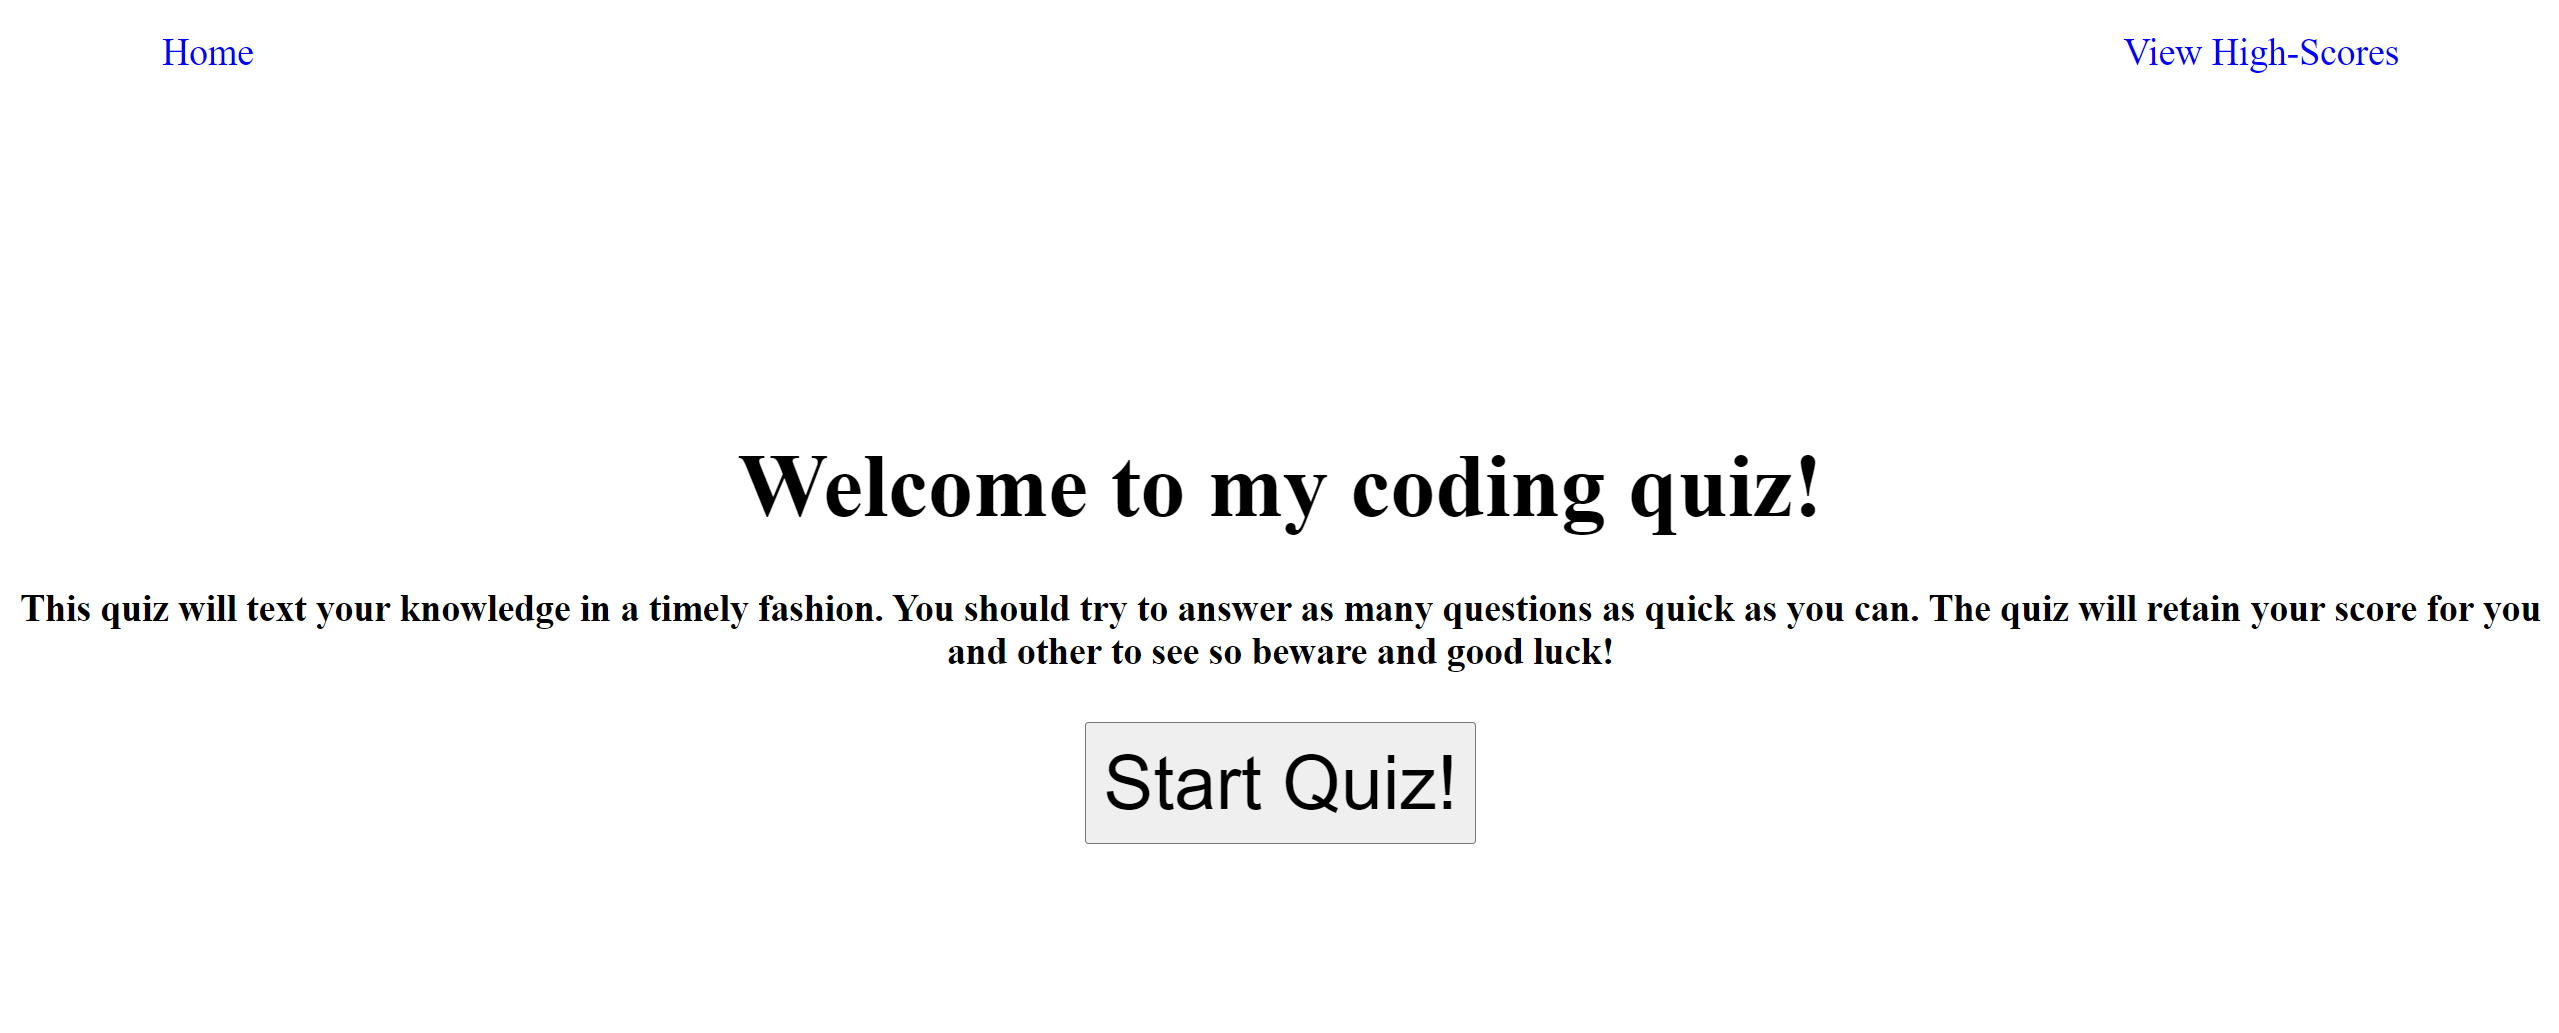 Home
View High-Scores
Welcome to my coding quiz!
This quiz will text your knowledge in a timely fashion. You should try to answer as many questions as quick as you can. The quiz will retain your score for you
and other to see so beware and good luck!
Start Quiz!